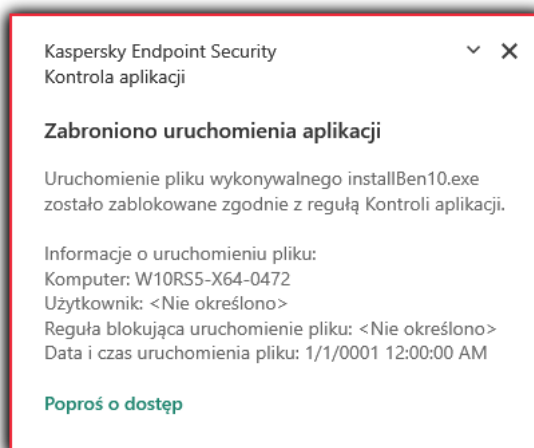 Kaspersky Endpoint Security
Kontrola aplikacji
Zabroniono uruchomienia aplikacji
Uruchomienie pliku wykonywalnego installBen10.exe
zostało zablokowane zgodnie z regułą Kontroli aplikacji.
Informacje o uruchomieniu pliku:
Komputer: W10RS5-X64-0472
Użytkownik: <Nie określono>
Reguła blokująca uruchomienie pliku: <Nie określono>
Data i czas uruchomienia pliku: 1/1/0001 12:00:00 AM
Poproś o dostęp